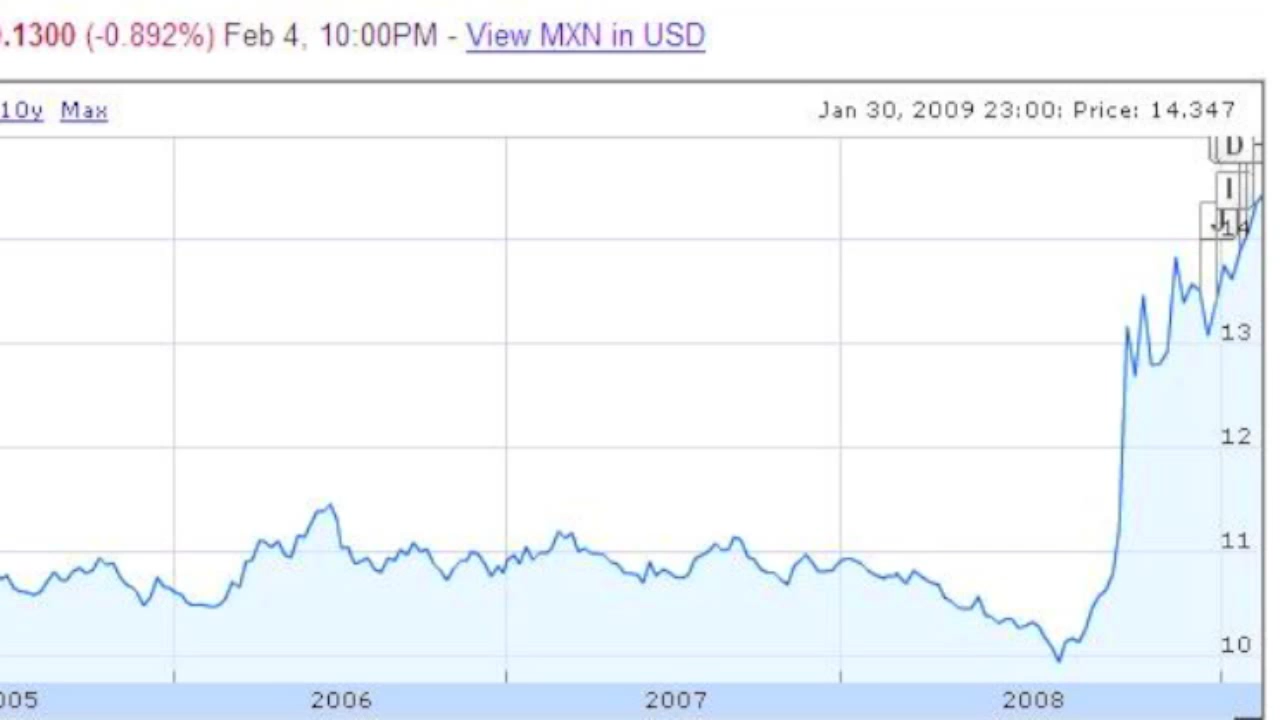 .1300 (-0.892%) Feb 4, 10:00PM - View MXN in USD
10y Max Jan 30, 2009 23:00: Price: 14.347
D
I
J
14
13
12
11
10
005 2006 2007 2008